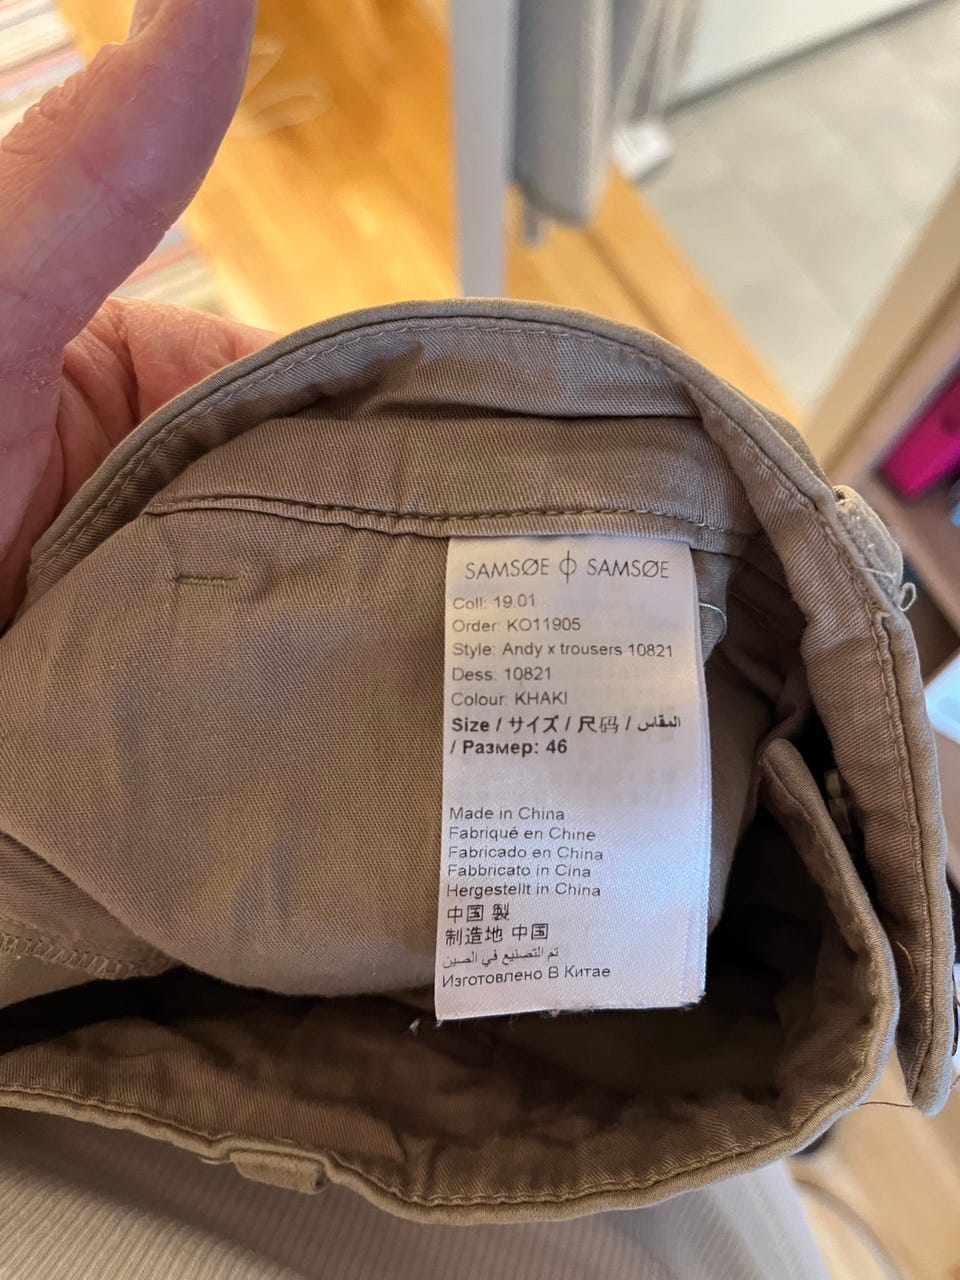 SAMSØE ϕ SAMSØE
Coll: 19.01
Order: KO11905
Style: Andy x trousers 10821
Dess: 10821
Colour: KHAKI
Size / サイズ / 尺码 / المقاس
/ Размер: 46
Made in China
Fabriqué en Chine
Fabricado en China
Fabbricato in Cina
Hergestellt in China
中国 製
制造地 中国
تم التصنيع في الصين
Изготовлено В Китае